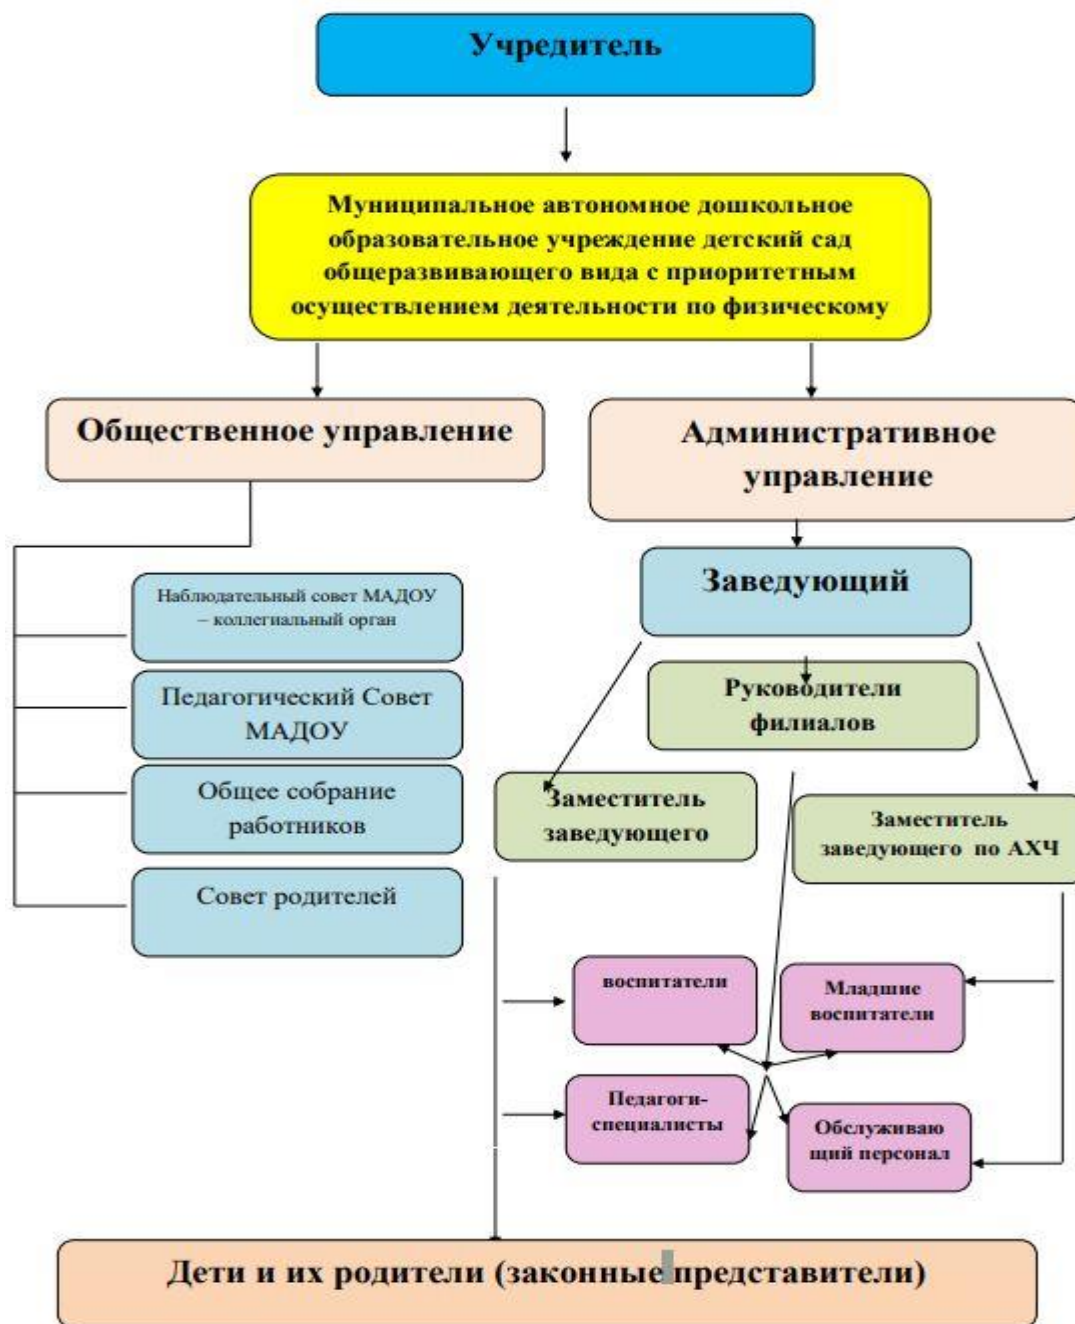 Учредитель
Муниципальное автономное дошкольное
образовательное учреждение детский сад
общеразвивающего вида с приоритетным
осуществлением деятельности по физическому
Общественное управление
Административное
управление
Наблюдательный совет МАДОУ
– коллегиальный орган
Педагогический Совет
МАДОУ
Общее собрание
работников
Совет родителей
Заведующий
Руководители
филиалов
Заместитель
заведующего
Заместитель
заведующего по АХЧ
воспитатели
Младшие
воспитатели
Педагоги-
специалисты
Обслуживаю
щий персонал
Дети и их родители (законные представители)